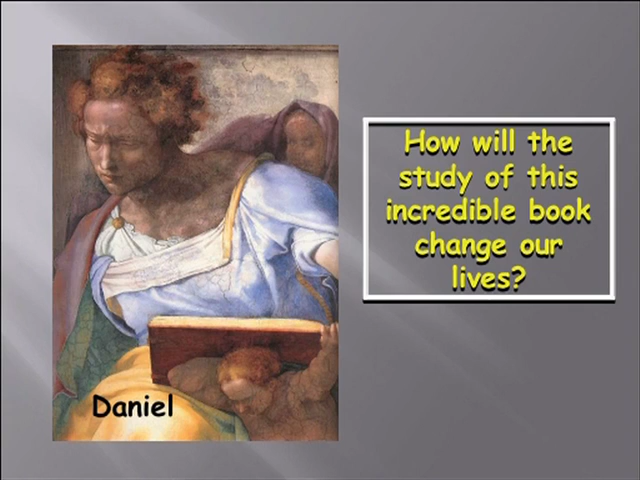 How will the
study of this
incredible book
change our
lives?
Daniel